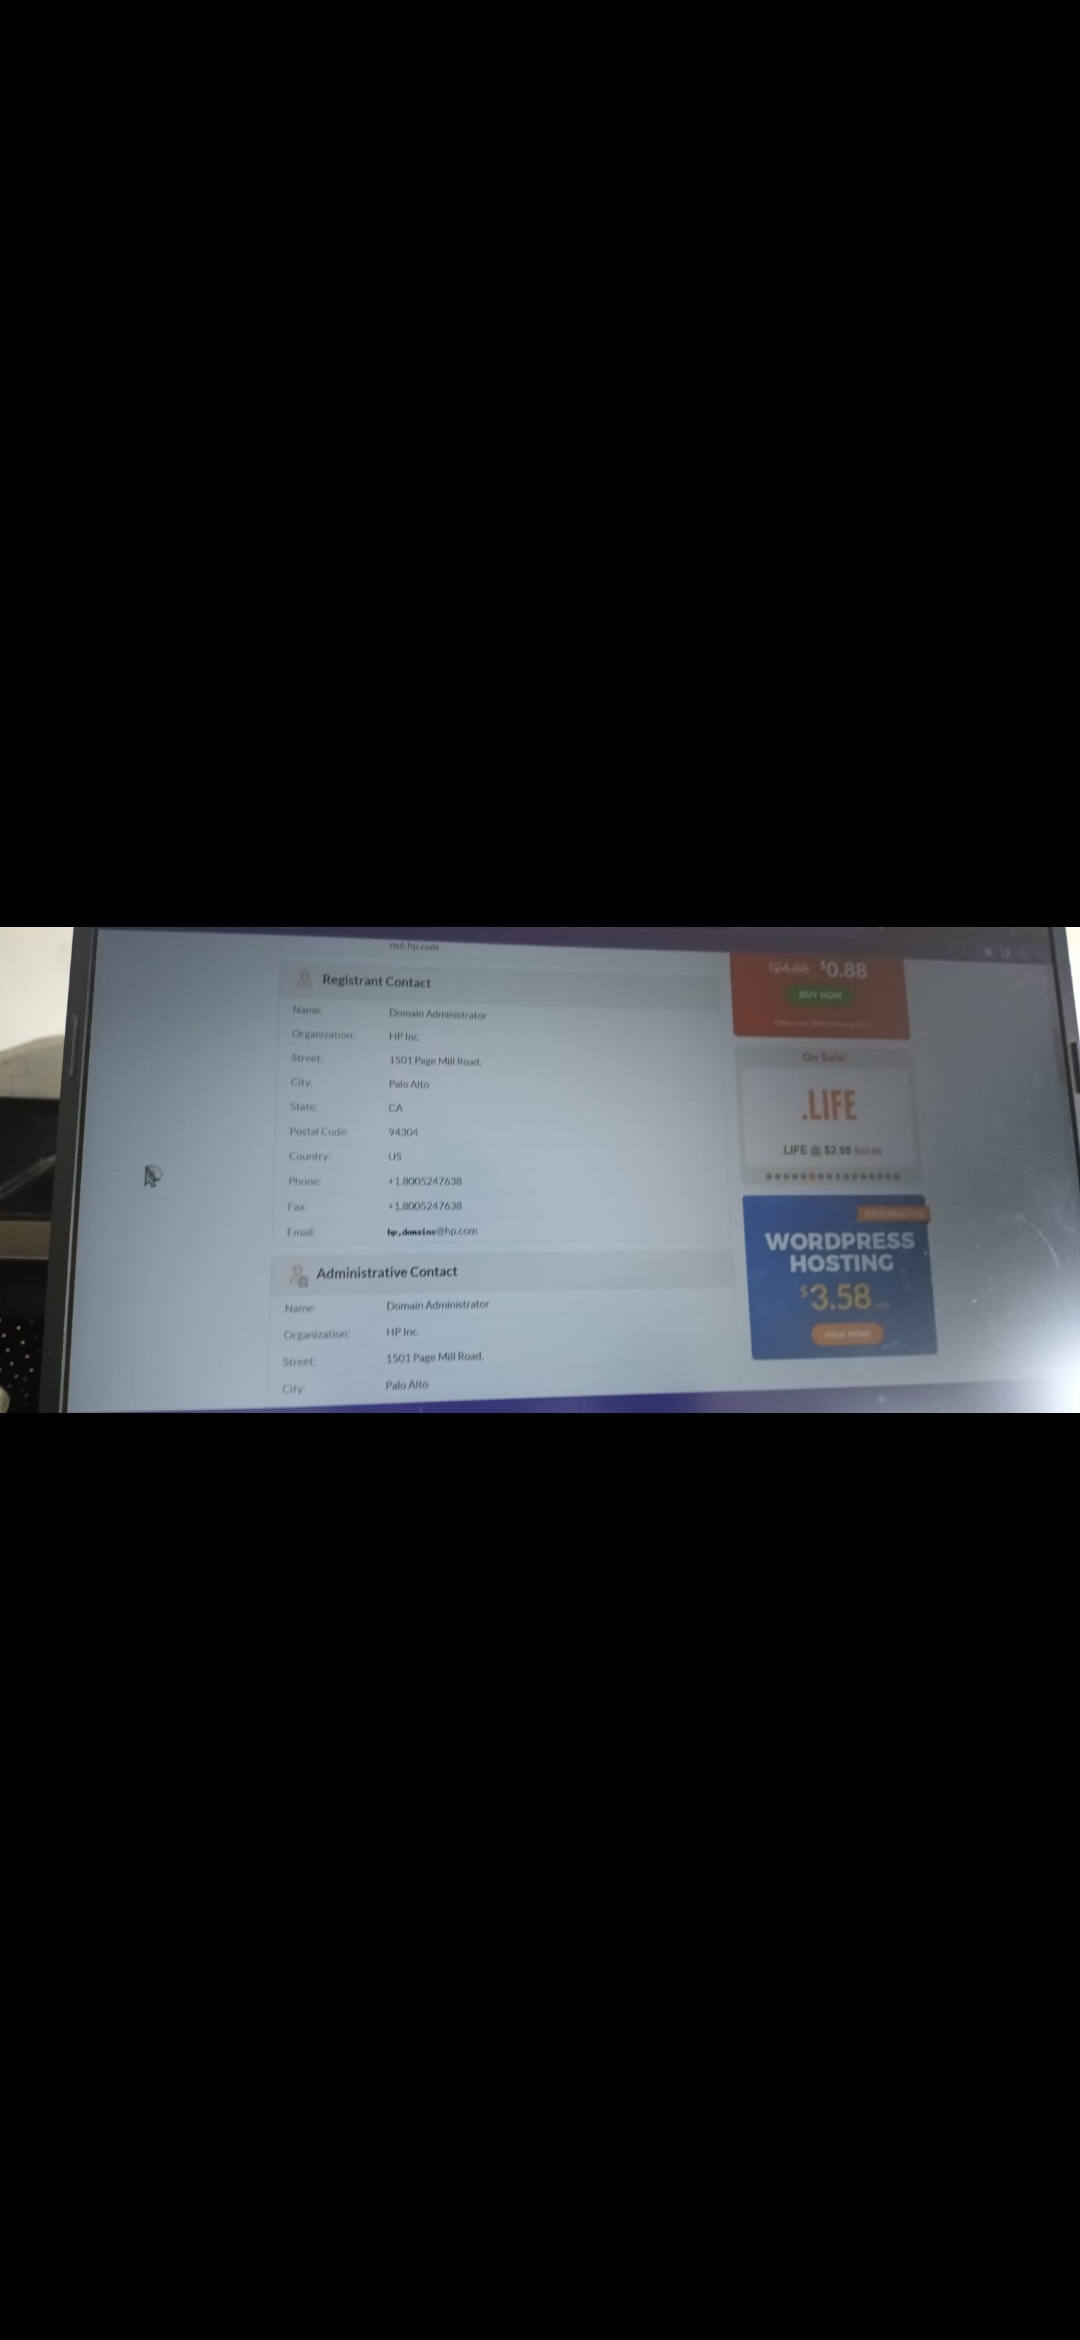 ns6.hp.com
Registrant Contact
Name: Domain Administrator
Organization: HP Inc.
Street: 1501 Page Mill Road,
City: Palo Alto
State: CA
Postal Code: 94304
Country: US
Phone: +1.8005247638
Fax: +1.8005247638
Email: hp.domains@hp.com
Administrative Contact
Name: Domain Administrator
Organization: HP Inc.
Street: 1501 Page Mill Road,
City: Palo Alto
$24.88 $0.88
BUY NOW
On Sale!
.LIFE
.LIFE @ $2.98
Introducing
WORDPRESS
HOSTING
$3.58
VIEW MORE